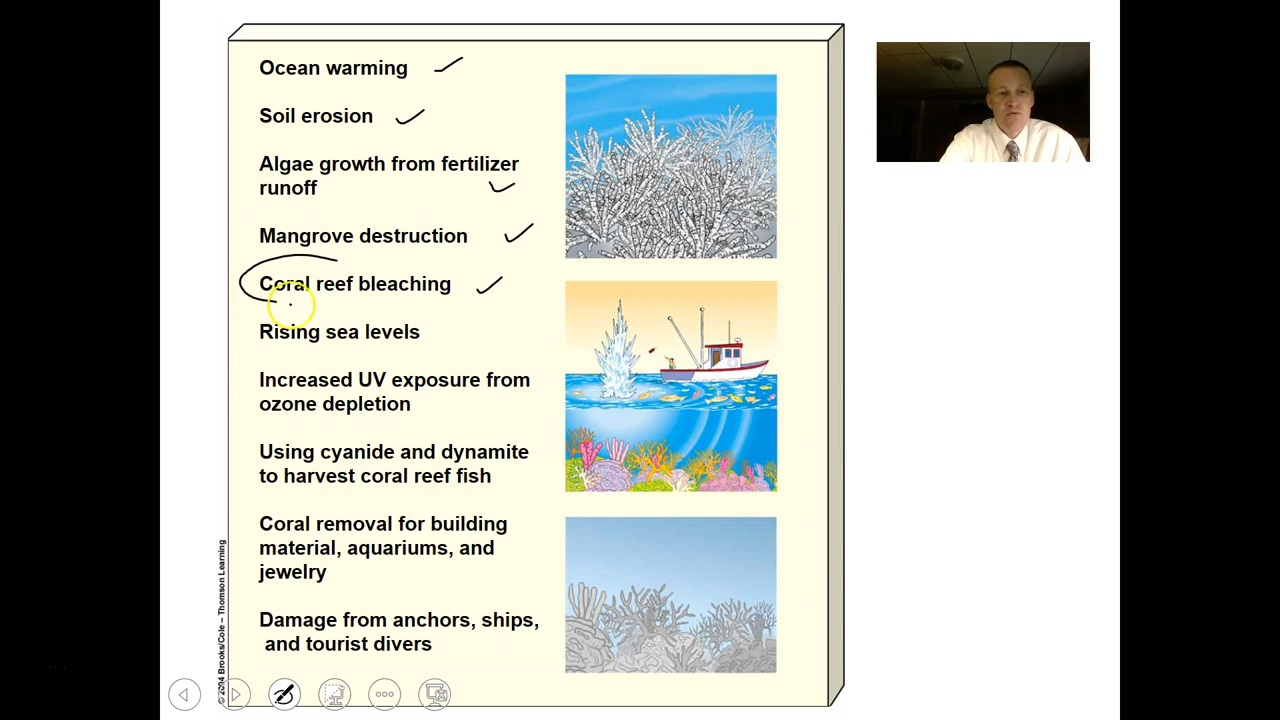 Ocean warming
Soil erosion
Algae growth from fertilizer
runoff
Mangrove destruction
Coral reef bleaching
Rising sea levels
Increased UV exposure from
ozone depletion
Using cyanide and dynamite
to harvest coral reef fish
Coral removal for building
material, aquariums, and
jewelry
Damage from anchors, ships,
and tourist divers
© 2004 Brooks/Cole – Thomson Learning